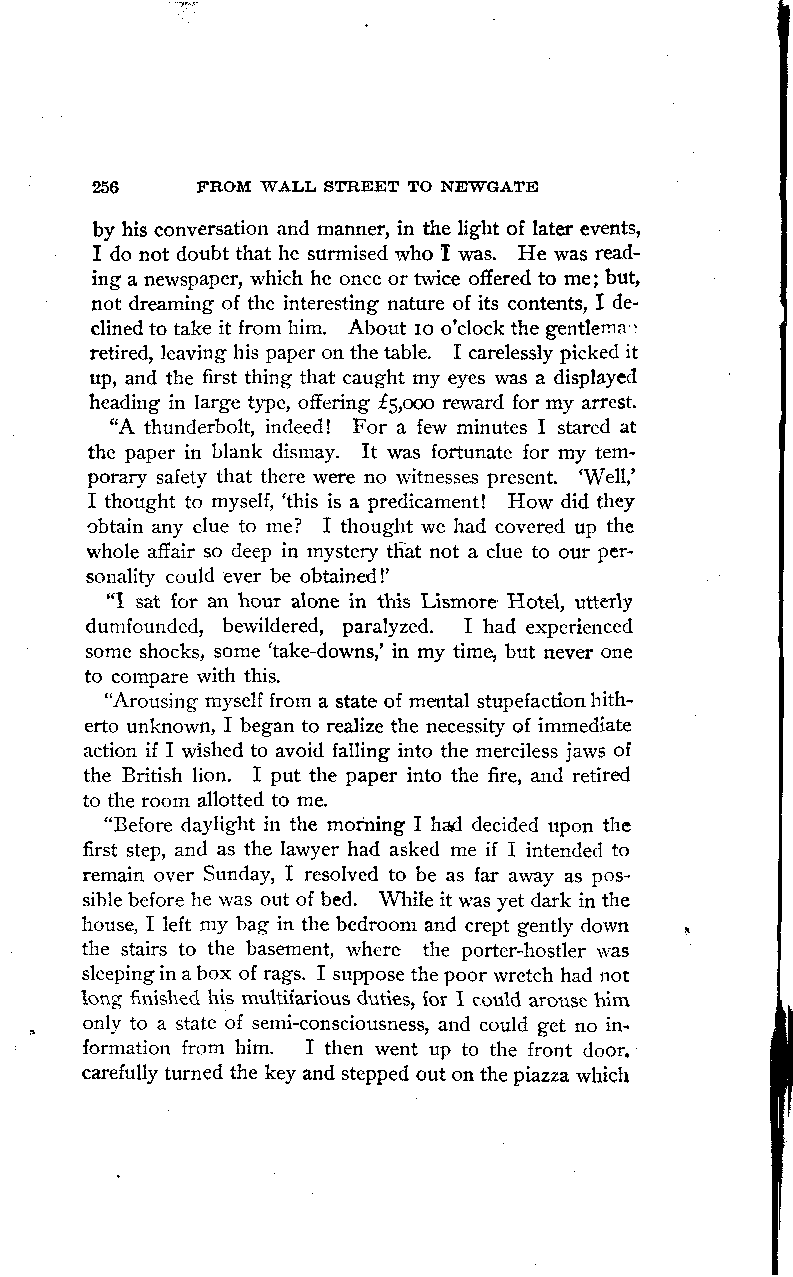 256 FROM WALL STREET TO NEWGATE
by his conversation and manner, in the light of later events,
I do not doubt that he surmised who I was. He was read-
ing a newspaper, which he once or twice offered to me; but,
not dreaming of the interesting nature of its contents, I de-
clined to take it from him. About 10 o'clock the gentleman
retired, leaving his paper on the table. I carelessly picked it
up, and the first thing that caught my eyes was a displayed
heading in large type, offering £5,000 reward for my arrest.
"A thunderbolt, indeed! For a few minutes I stared at
the paper in blank dismay. It was fortunate for my tem-
porary safety that there were no witnesses present. 'Well,'
I thought to myself, 'this is a predicament! How did they
obtain any clue to me? I thought we had covered up the
whole affair so deep in mystery that not a clue to our per-
sonality could ever be obtained!'
"I sat for an hour alone in this Lismore Hotel, utterly
dumfounded, bewildered, paralyzed. I had experienced
some shocks, some 'take-downs,' in my time, but never one
to compare with this.
"Arousing myself from a state of mental stupefaction hith-
erto unknown, I began to realize the necessity of immediate
action if I wished to avoid falling into the merciless jaws of
the British lion. I put the paper into the fire, and retired
to the room allotted to me.
"Before daylight in the morning I had decided upon the
first step, and as the lawyer had asked me if I intended to
remain over Sunday, I resolved to be as far away as pos-
sible before he was out of bed. While it was yet dark in the
house, I left my bag in the bedroom and crept gently down
the stairs to the basement, where the porter-hostler was
sleeping in a box of rags. I suppose the poor wretch had not
long finished his multifarious duties, for I could arouse him
only to a state of semi-consciousness, and could get no in-
formation from him. I then went up to the front door.
carefully turned the key and stepped out on the piazza which